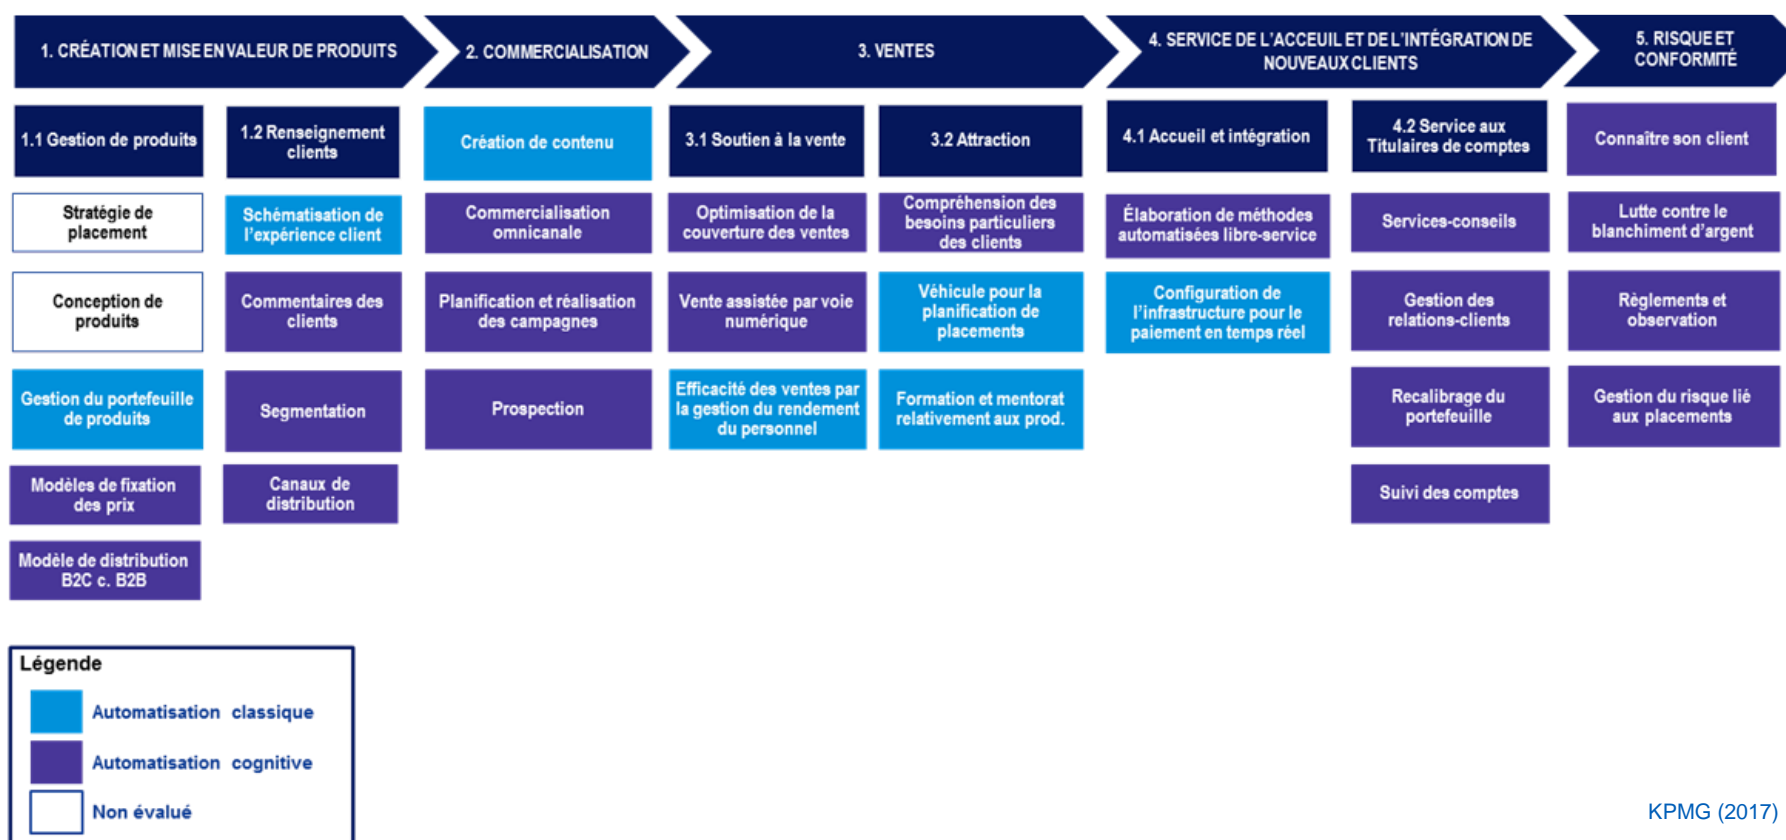 1. CRÉATION ET MISE EN VALEUR DE PRODUITS
2. COMMERCIALISATION
3. VENTES
4. SERVICE DE L'ACCEUIL ET DE L'INTÉGRATION DE
NOUVEAUX CLIENTS
5. RISQUE ET
CONFORMITÉ
1.1 Gestion de produits
1.2 Renseignement
clients
Création de contenu
3.1 Soutien à la vente
3.2 Attraction
4.1 Accueil et intégration
4.2 Service aux
Titulaires de comptes
Connaître son client
Stratégie de
placement
Schématisation de
l'expérience client
Commercialisation
omnicanale
Optimisation de la
couverture des ventes
Compréhension des
besoins particuliers
des clients
Élaboration de méthodes
automatisées libre-service
Services-conseils
Lutte contre le
blanchiment d'argent
Conception de
produits
Commentaires des
clients
Planification et réalisation
des campagnes
Vente assistée par voie
numérique
Véhicule pour la
planification de
placements
Configuration de
l'infrastructure pour le
paiement en temps réel
Gestion des
relations-clients
Règlements et
observation
Gestion du portefeuille
de produits
Segmentation
Prospection
Efficacité des ventes par
la gestion du rendement
du personnel
Formation et mentorat
relativement aux prod.
Recalibrage du
portefeuille
Gestion du risque lié
aux placements
Modèles de fixation
des prix
Canaux de
distribution
Suivi des comptes
Modèle de distribution
B2C c. B2B
Légende
Automatisation classique
Automatisation cognitive
Non évalué
KPMG (2017)